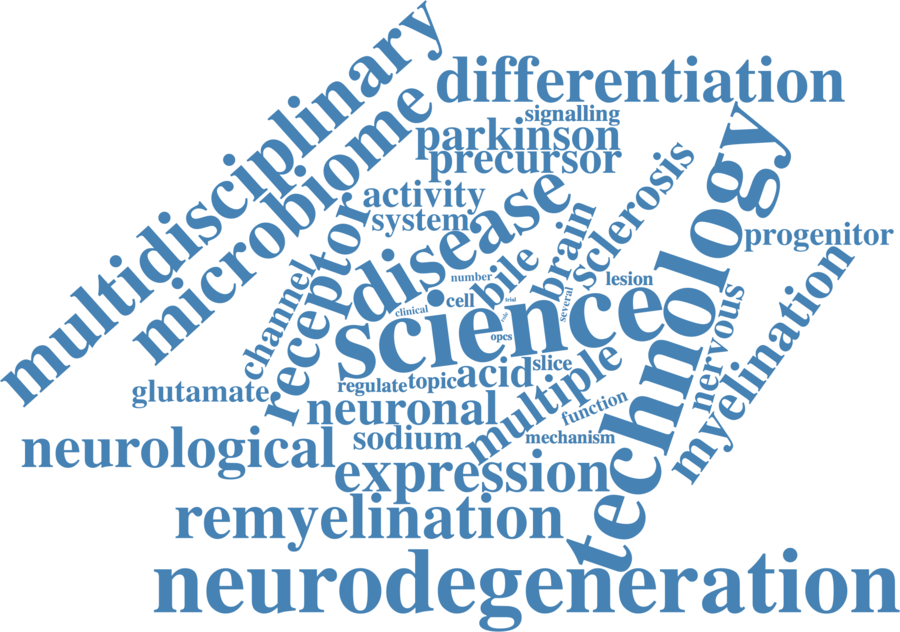 multidisciplinary
differentiation
microbiome
signalling
parkinson
precursor
technology
activity
system
disease
sclerosis
brain
receptor
progenitor
channel
bile
number
lesion
cell
trial
several
clinical
science
role
opcs
nervous
myelination
slice
acid
topic
regulate
glutamate
multiple
neuronal
function
sodium
mechanism
neurological
expression
remyelination
neurodegeneration